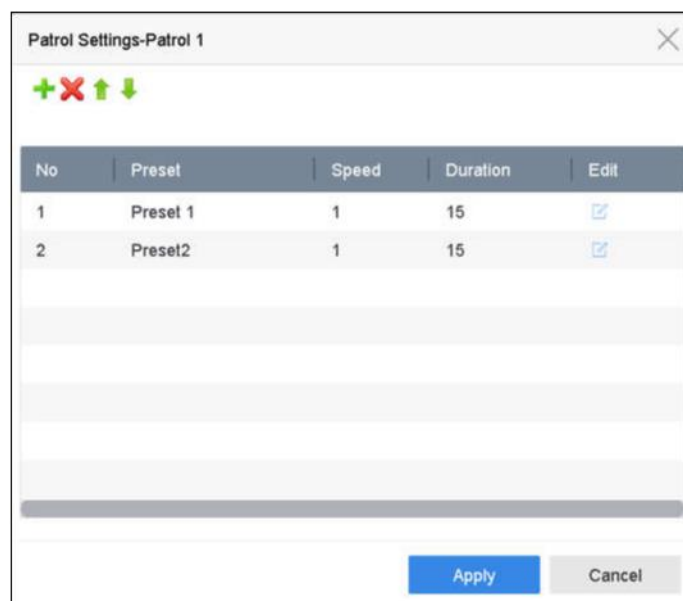 Patrol Settings-Patrol 1
No Preset Speed Duration Edit
1 Preset 1 1 15
2 Preset2 1 15
Apply Cancel